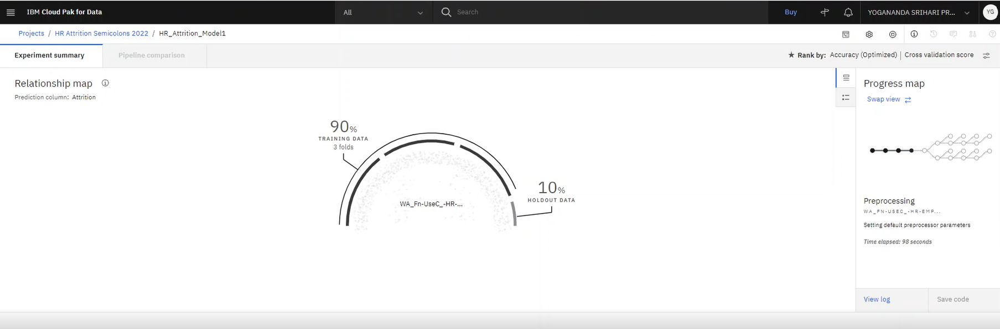 IBM Cloud Pak for Data
All
Search
Buy
YOGANANDA SRIHARI PR...
YG
Projects / HR Attrition Semicolons 2022 / HR_Attrition_Model1
Experiment summary
Pipeline comparison
Rank by: Accuracy (Optimized) | Cross validation score
Relationship map
Prediction column: Attrition
90%
TRAINING DATA
3 folds
10%
HOLDOUT DATA
WA_Fn-UseC_-HR-...
Progress map
Swap view
Preprocessing
WA_FN-USEC_-HR-EMP...
Setting default preprocessor parameters
Time elapsed: 98 seconds
View log
Save code